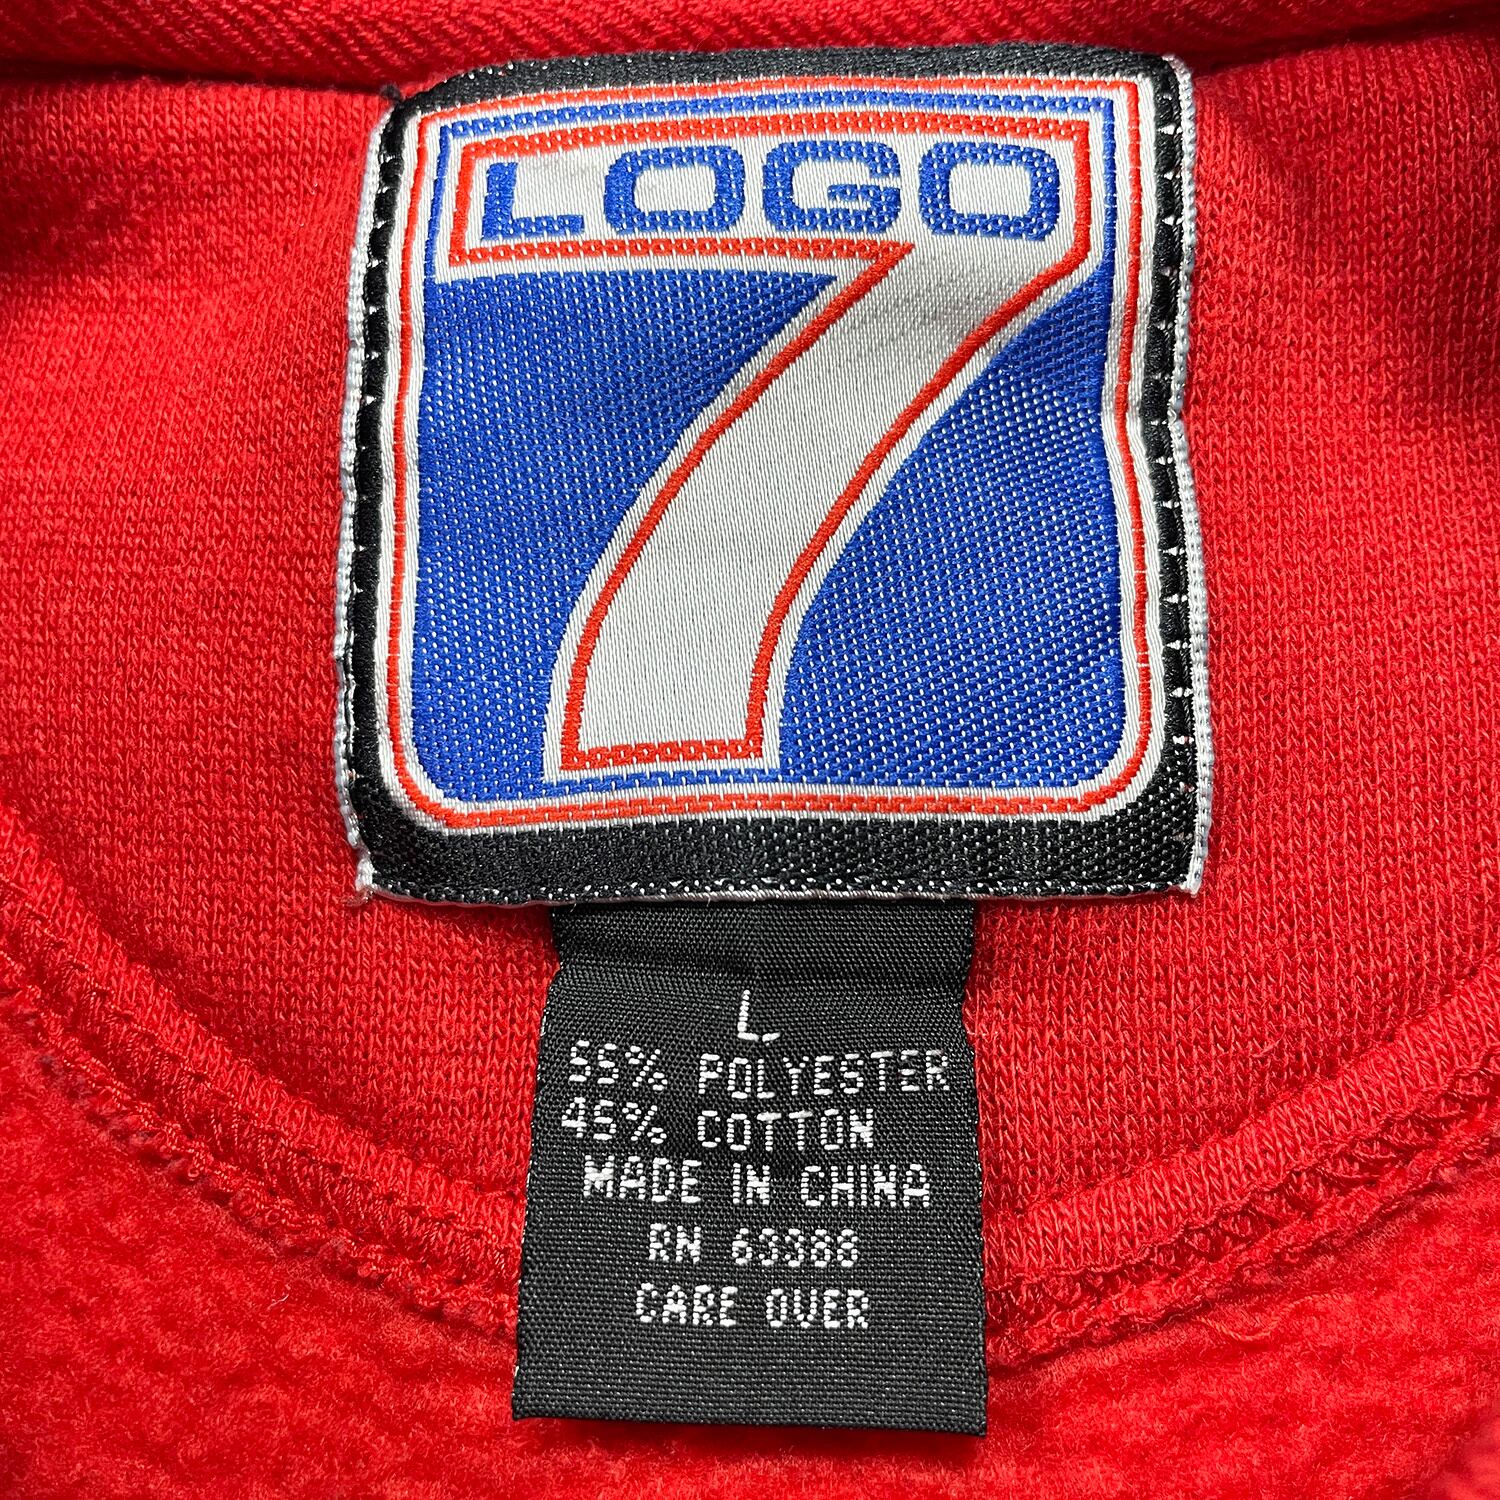 LOGO
7
L
55% POLYESTER
45% COTTON
MADE IN CHINA
RN 63388
CARE OVER